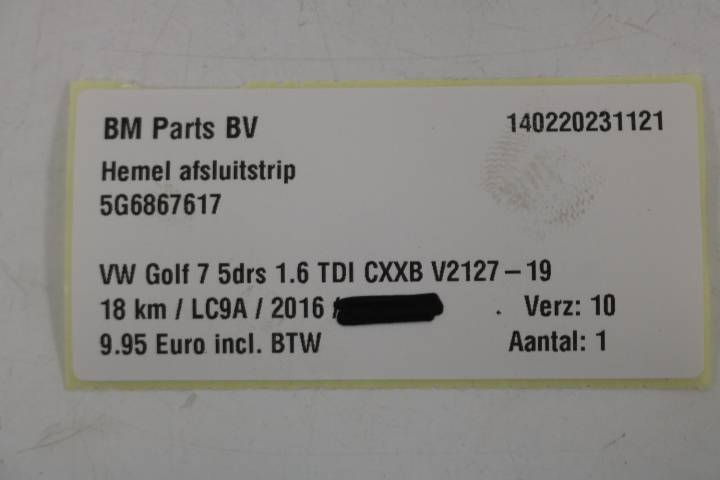 BM Parts BV 140220231121
Hemel afsluitstrip
5G6867617
VW Golf 7 5drs 1.6 TDI CXXB V2127 – 19
18 km / LC9A / 2016 / . Verz: 10
9.95 Euro incl. BTW Aantal: 1